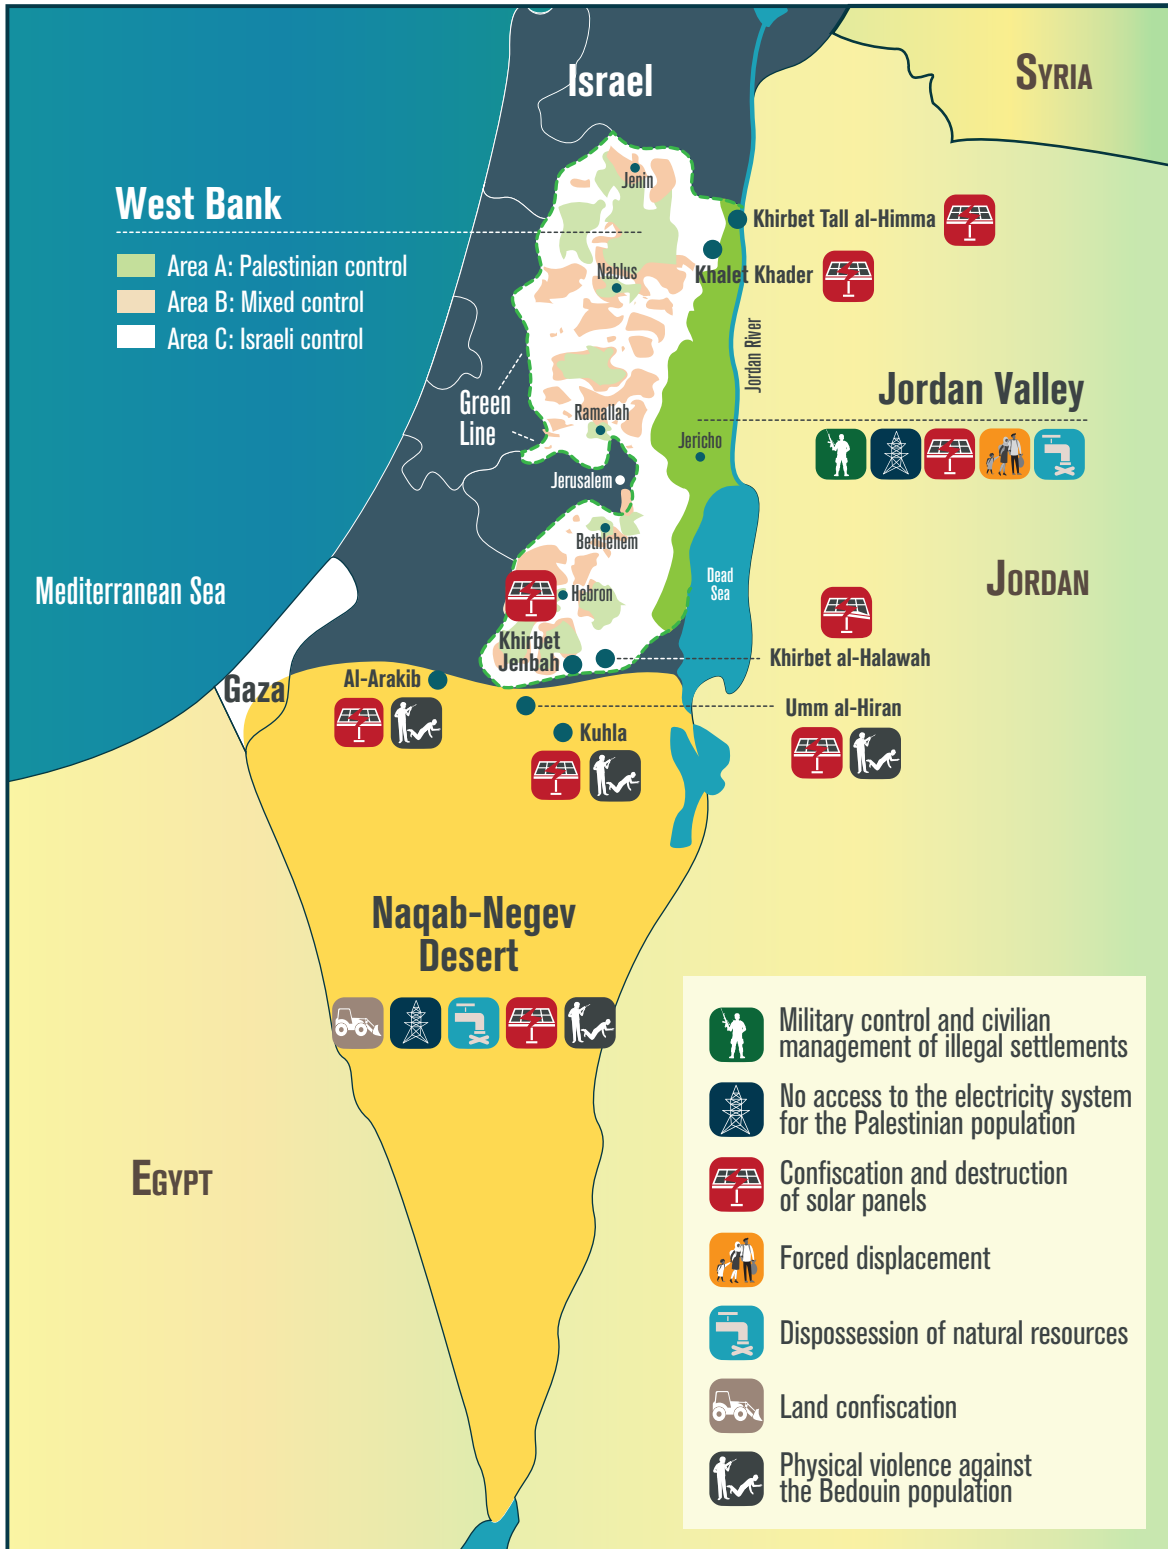 Israel
SYRIA
West Bank
Area A: Palestinian control
Area B: Mixed control
Area C: Israeli control
Jenin
Nablus
Khirbet Tall al-Himma
Khalet Khader
Jordan River
Green
Line
Ramallah
Jericho
Jordan Valley
Jerusalem
Bethlehem
Mediterranean Sea
Hebron
Dead
Sea
JORDAN
Khirbet
Jenbah
Khirbet al-Halawah
Gaza
Al-Arakib
Umm al-Hiran
Kuhla
Naqab-Negev
Desert
EGYPT
Military control and civilian
management of illegal settlements
No access to the electricity system
for the Palestinian population
Confiscation and destruction
of solar panels
Forced displacement
Dispossession of natural resources
Land confiscation
Physical violence against
the Bedouin population